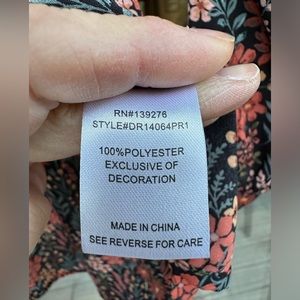 RN#139276
STYLE#DR14064PR1
100%POLYESTER
EXCLUSIVE OF
DECORATION
MADE IN CHINA
SEE REVERSE FOR CARE